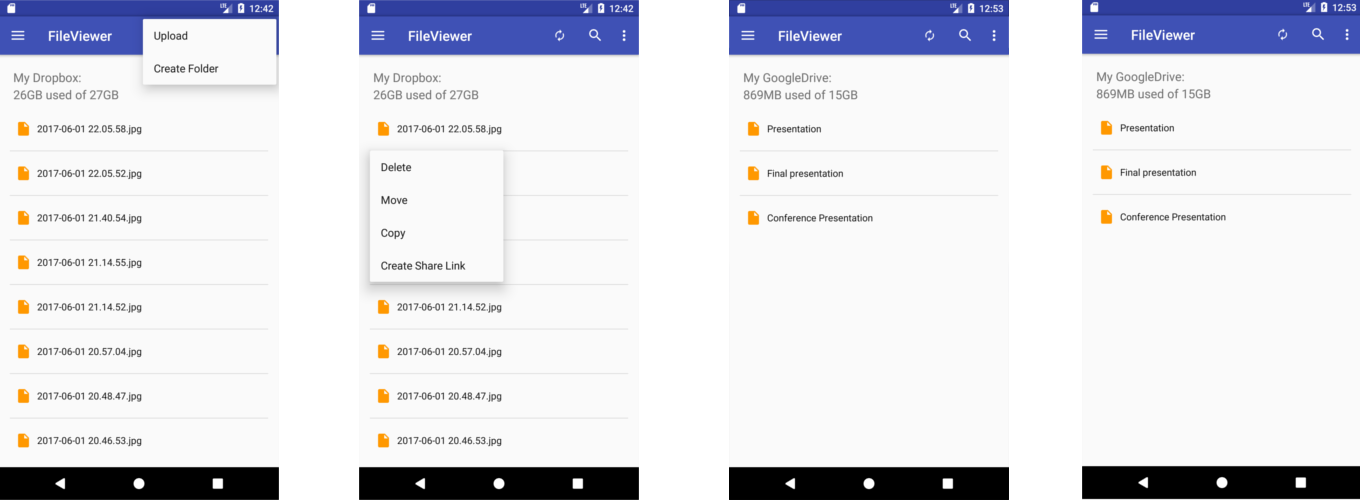 12:42
FileViewer
Upload
Create Folder
My Dropbox:
26GB used of 27GB
2017-06-01 22.05.58.jpg
2017-06-01 22.05.52.jpg
2017-06-01 21.40.54.jpg
2017-06-01 21.14.55.jpg
2017-06-01 21.14.52.jpg
2017-06-01 20.57.04.jpg
2017-06-01 20.48.47.jpg
2017-06-01 20.46.53.jpg
LTE 12:42
FileViewer
My Dropbox:
26GB used of 27GB
2017-06-01 22.05.58.jpg
Delete
Move
Copy
Create Share Link
2017-06-01 21.14.52.jpg
2017-06-01 20.57.04.jpg
2017-06-01 20.48.47.jpg
2017-06-01 20.46.53.jpg
LTE 12:53
FileViewer
My GoogleDrive:
869MB used of 15GB
Presentation
Final presentation
Conference Presentation
LTE 12:53
FileViewer
My GoogleDrive:
869MB used of 15GB
Presentation
Final presentation
Conference Presentation